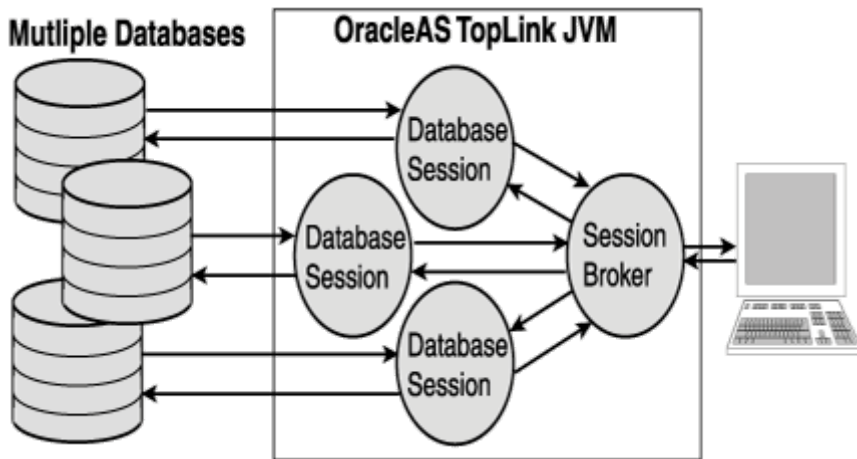 Mutliple Databases
OracleAS TopLink JVM
Database
Session
Database
Session
Session
Broker
Database
Session